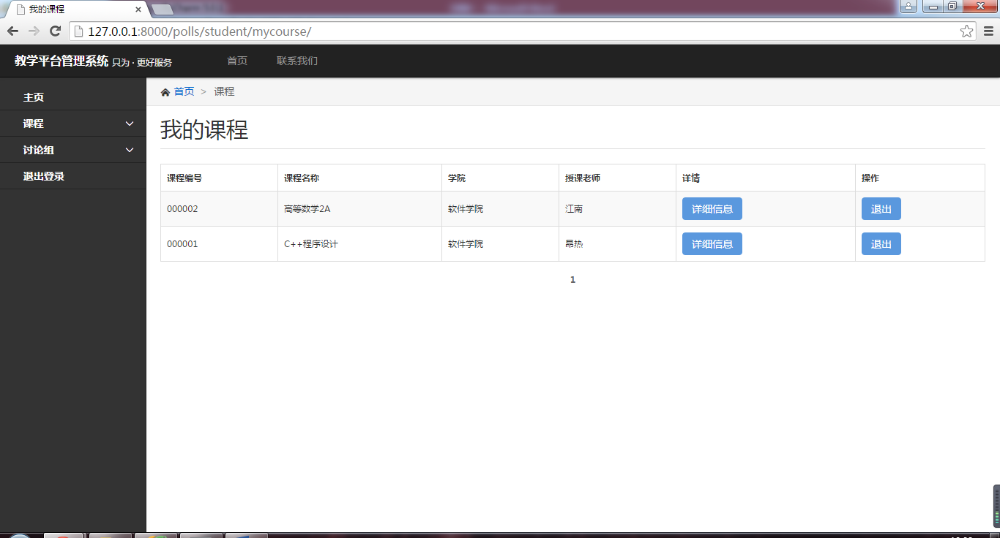 我的课程
127.0.0.1:8000/polls/student/mycourse/
教学平台管理系统 只为 · 更好服务 首页 联系我们
主页
课程
讨论组
退出登录
首页 > 课程
我的课程
课程编号 课程名称 学院 授课老师 详情 操作
000002 高等数学2A 软件学院 江南 详细信息 退出
000001 C++程序设计 软件学院 昂热 详细信息 退出
1